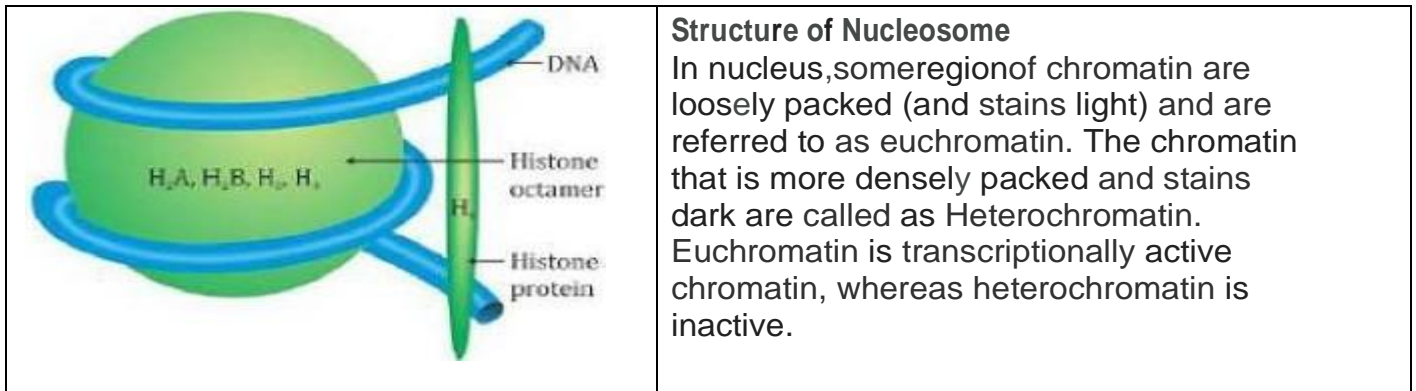 DNA
Histone
octamer
H₂A, H₂B, H₃, H₄
H₁
Histone
protein
Structure of Nucleosome
In nucleus,someregionof chromatin are
loosely packed (and stains light) and are
referred to as euchromatin. The chromatin
that is more densely packed and stains
dark are called as Heterochromatin.
Euchromatin is transcriptionally active
chromatin, whereas heterochromatin is
inactive.